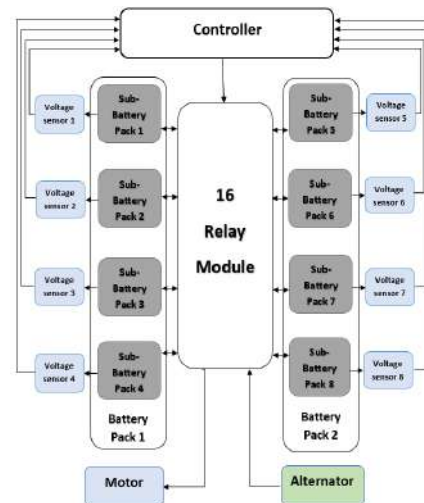 Controller
Voltage
sensor 1
Sub-
Battery
Pack 1
Voltage
sensor 2
Sub-
Battery
Pack 2
Voltage
sensor 3
Sub-
Battery
Pack 3
Voltage
sensor 4
Sub-
Battery
Pack 4
Battery
Pack 1
16
Relay
Module
Sub-
Battery
Pack 5
Voltage
sensor 5
Sub-
Battery
Pack 6
Voltage
sensor 6
Sub-
Battery
Pack 7
Voltage
sensor 7
Sub-
Battery
Pack 8
Voltage
sensor 8
Battery
Pack 2
Motor
Alternator